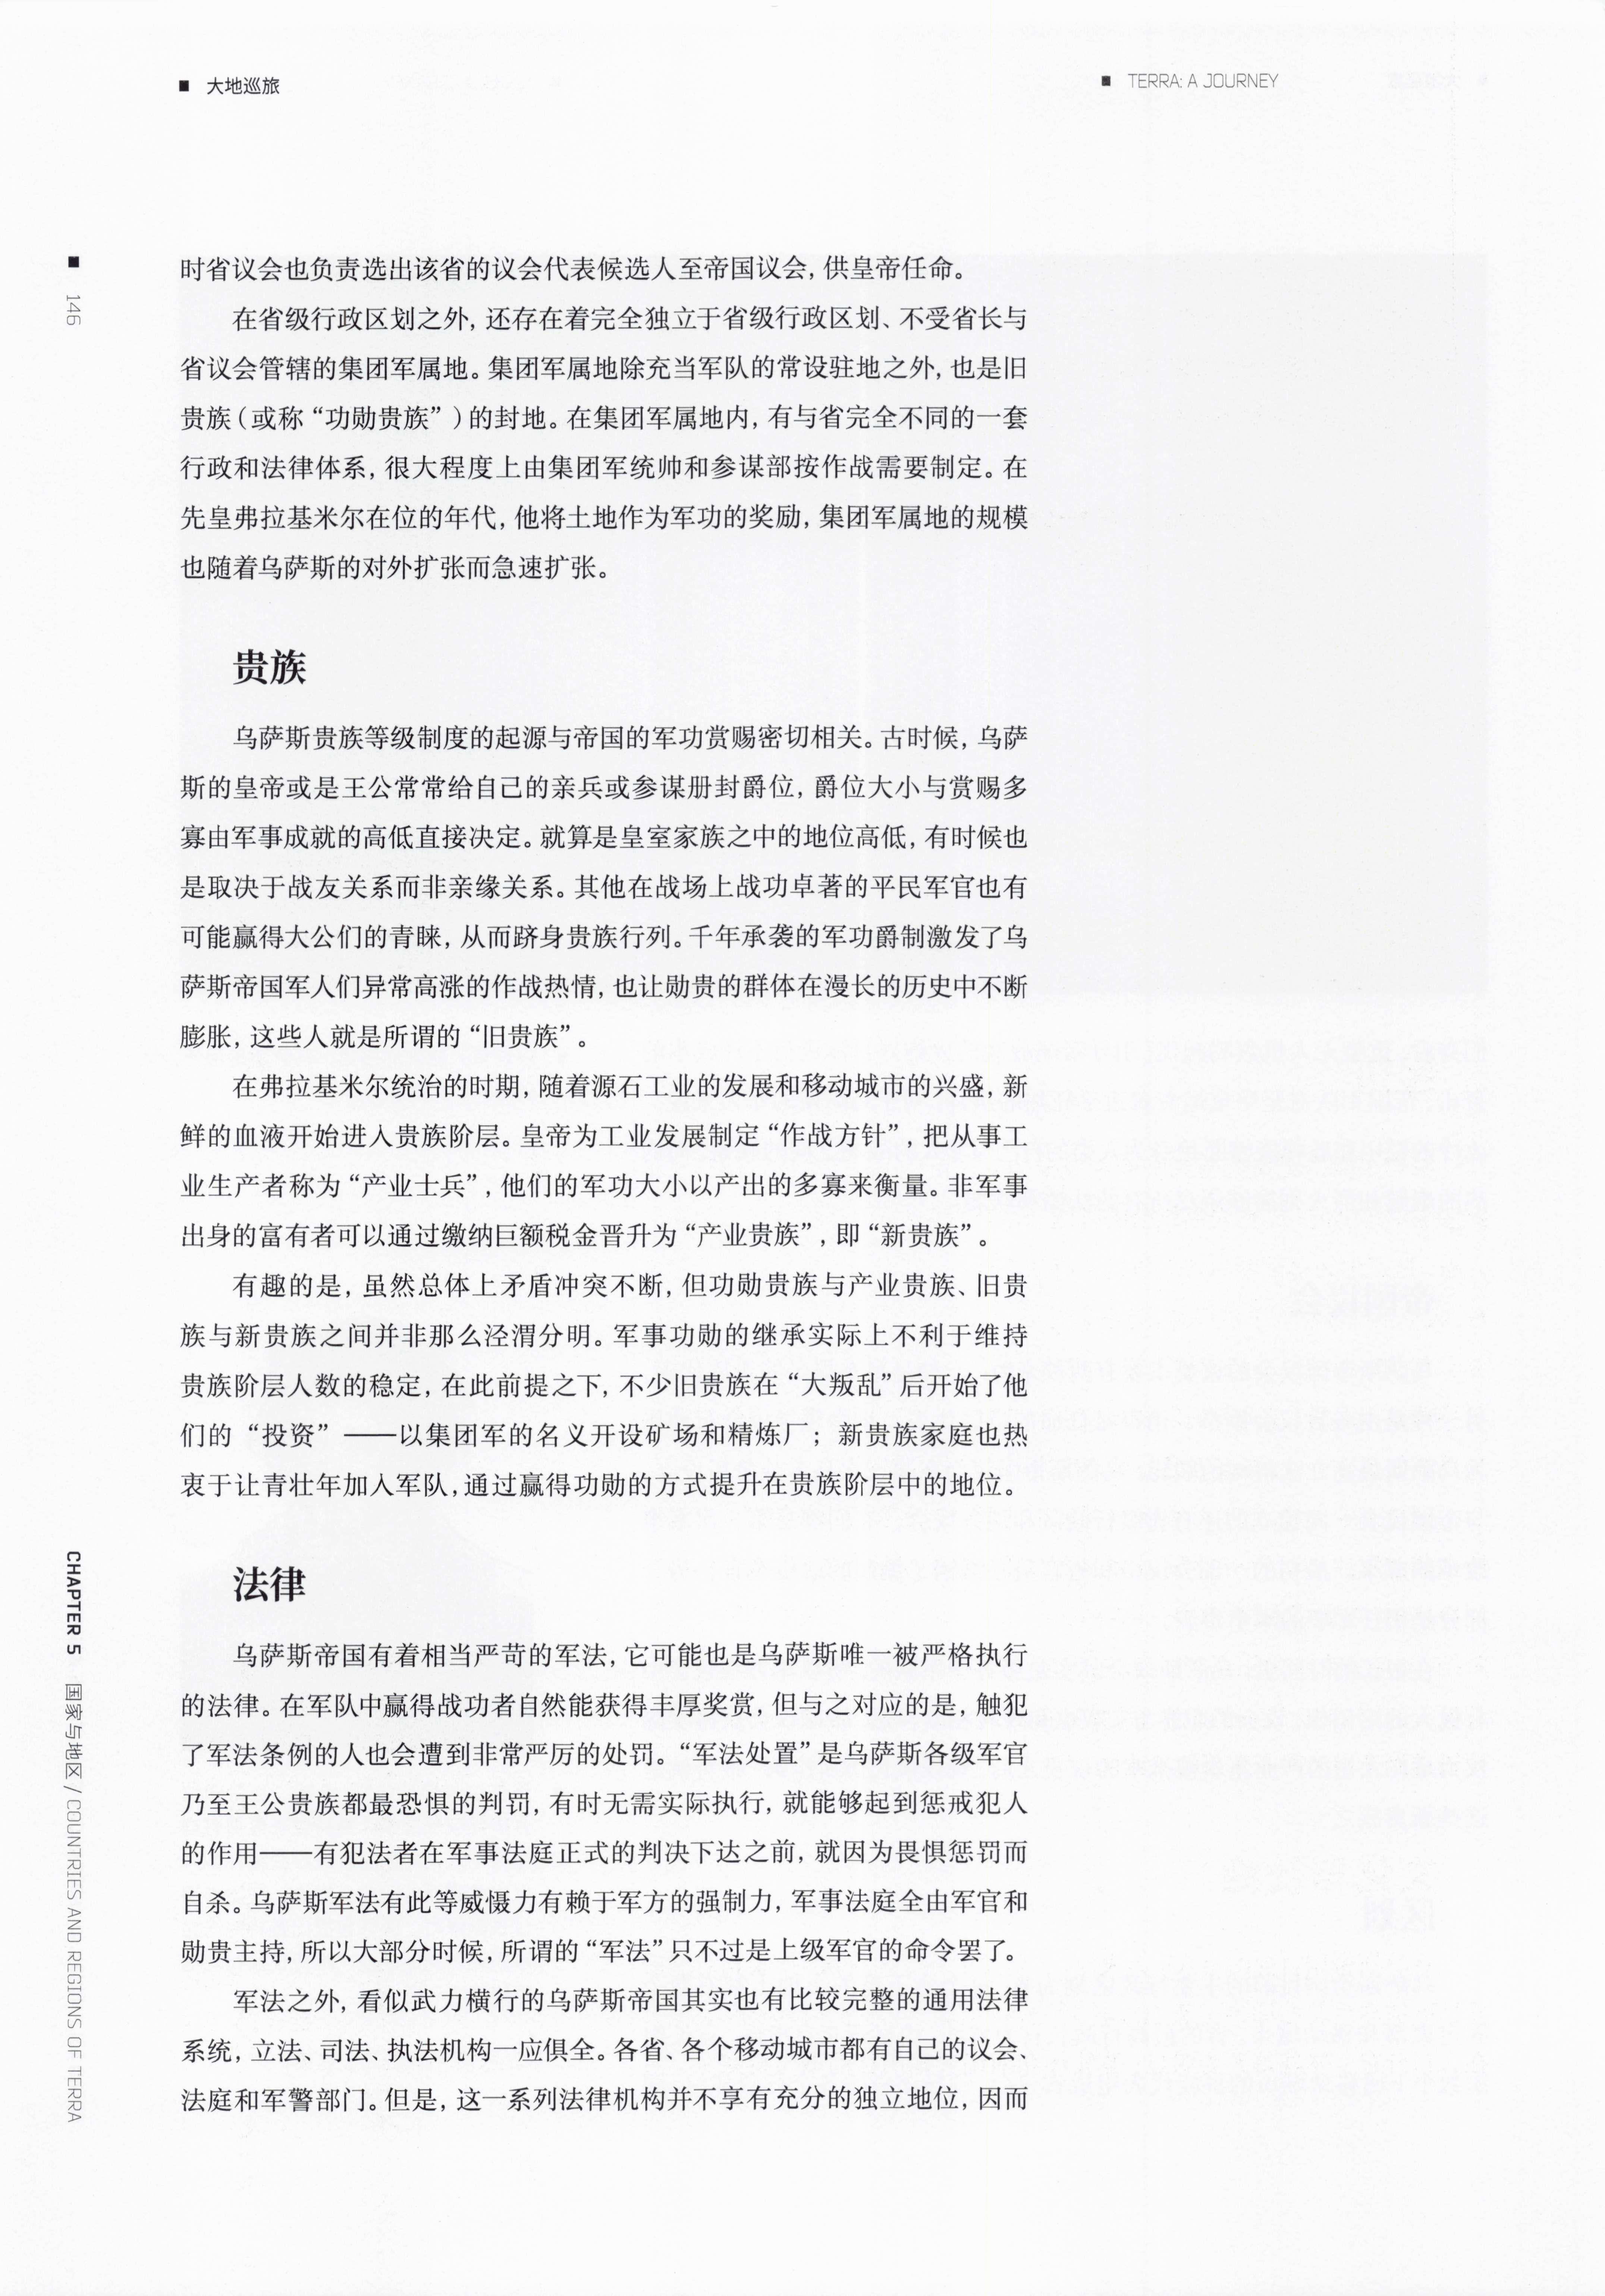 大地巡旅
TERRA: A JOURNEY
146
时省议会也负责选出该省的议会代表候选人至帝国议会，供皇帝任命。
在省级行政区划之外，还存在着完全独立于省级行政区划、不受省长与
省议会管辖的集团军属地。集团军属地除充当军队的常设驻地之外，也是旧
贵族（或称“功勋贵族”）的封地。在集团军属地内，有与省完全不同的一套
行政和法律体系，很大程度上由集团军统帅和参谋部按作战需要制定。在
先皇弗拉基米尔在位的年代，他将土地作为军功的奖励，集团军属地的规模
也随着乌萨斯的对外扩张而急速扩张。
贵族
乌萨斯贵族等级制度的起源与帝国的军功赏赐密切相关。古时候，乌萨
斯的皇帝或是王公常常给自己的亲兵或参谋册封爵位，爵位大小与赏赐多
寡由军事成就的高低直接决定。就算是皇室家族之中的地位高低，有时候也
是取决于战友关系而非亲缘关系。其他在战场上战功卓著的平民军官也有
可能赢得大公们的青睐，从而跻身贵族行列。千年承袭的军功爵制激发了乌
萨斯帝国军人们异常高涨的作战热情，也让勋贵的群体在漫长的历史中不断
膨胀，这些人就是所谓的“旧贵族”。
在弗拉基米尔统治的时期，随着源石工业的发展和移动城市的兴盛，新
鲜的血液开始进入贵族阶层。皇帝为工业发展制定“作战方针”，把从事工
业生产者称为“产业士兵”，他们的军功大小以产出的多寡来衡量。非军事
出身的富有者可以通过缴纳巨额税金晋升为“产业贵族”，即“新贵族”。
有趣的是，虽然总体上矛盾冲突不断，但功勋贵族与产业贵族、旧贵
族与新贵族之间并非那么泾渭分明。军事功勋的继承实际上不利于维持
贵族阶层人数的稳定，在此前提之下，不少旧贵族在“大叛乱”后开始了他
们的“投资”——以集团军的名义开设矿场和精炼厂；新贵族家庭也热
衷于让青壮年加入军队，通过赢得功勋的方式提升在贵族阶层中的地位。
法律
乌萨斯帝国有着相当严苛的军法，它可能也是乌萨斯唯一被严格执行
的法律。在军队中赢得战功者自然能获得丰厚奖赏，但与之对应的是，触犯
了军法条例的人也会遭到非常严厉的处罚。“军法处置”是乌萨斯各级军官
乃至王公贵族都最恐惧的判罚，有时无需实际执行，就能够起到惩戒犯人
的作用——有犯法者在军事法庭正式的判决下达之前，就因为畏惧惩罚而
自杀。乌萨斯军法有此等威慑力有赖于军方的强制力，军事法庭全由军官和
勋贵主持，所以大部分时候，所谓的“军法”只不过是上级军官的命令罢了。
军法之外，看似武力横行的乌萨斯帝国其实也有比较完整的通用法律
系统，立法、司法、执法机构一应俱全。各省、各个移动城市都有自己的议会、
法庭和军警部门。但是，这一系列法律机构并不享有充分的独立地位，因而
CHAPTER 5 国家与地区 / COUNTRIES AND REGIONS OF TERRA